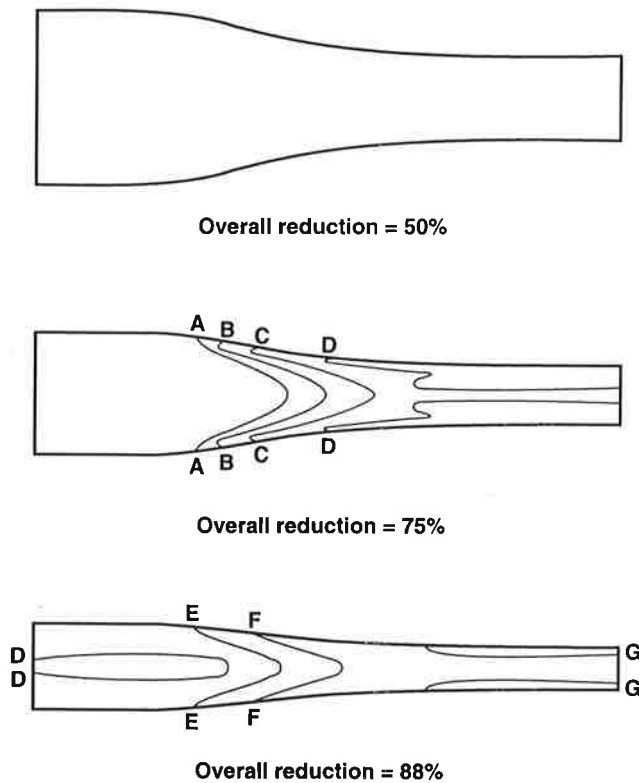 Overall reduction = 50%
A B C D
A B C D
Overall reduction = 75%
E F
D G
D G
E F
Overall reduction = 88%